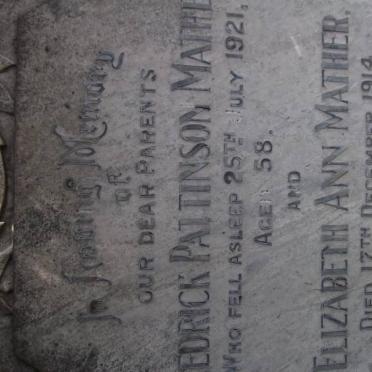 In Loving Memory
OF
OUR DEAR PARENTS
EDRICK PATTINSON MATHE
WHO FELL ASLEEP 25TH JULY 1921,
AGED 58.
AND
ELIZABETH ANN MATHER,
DIED 17TH DECEMBER 1914